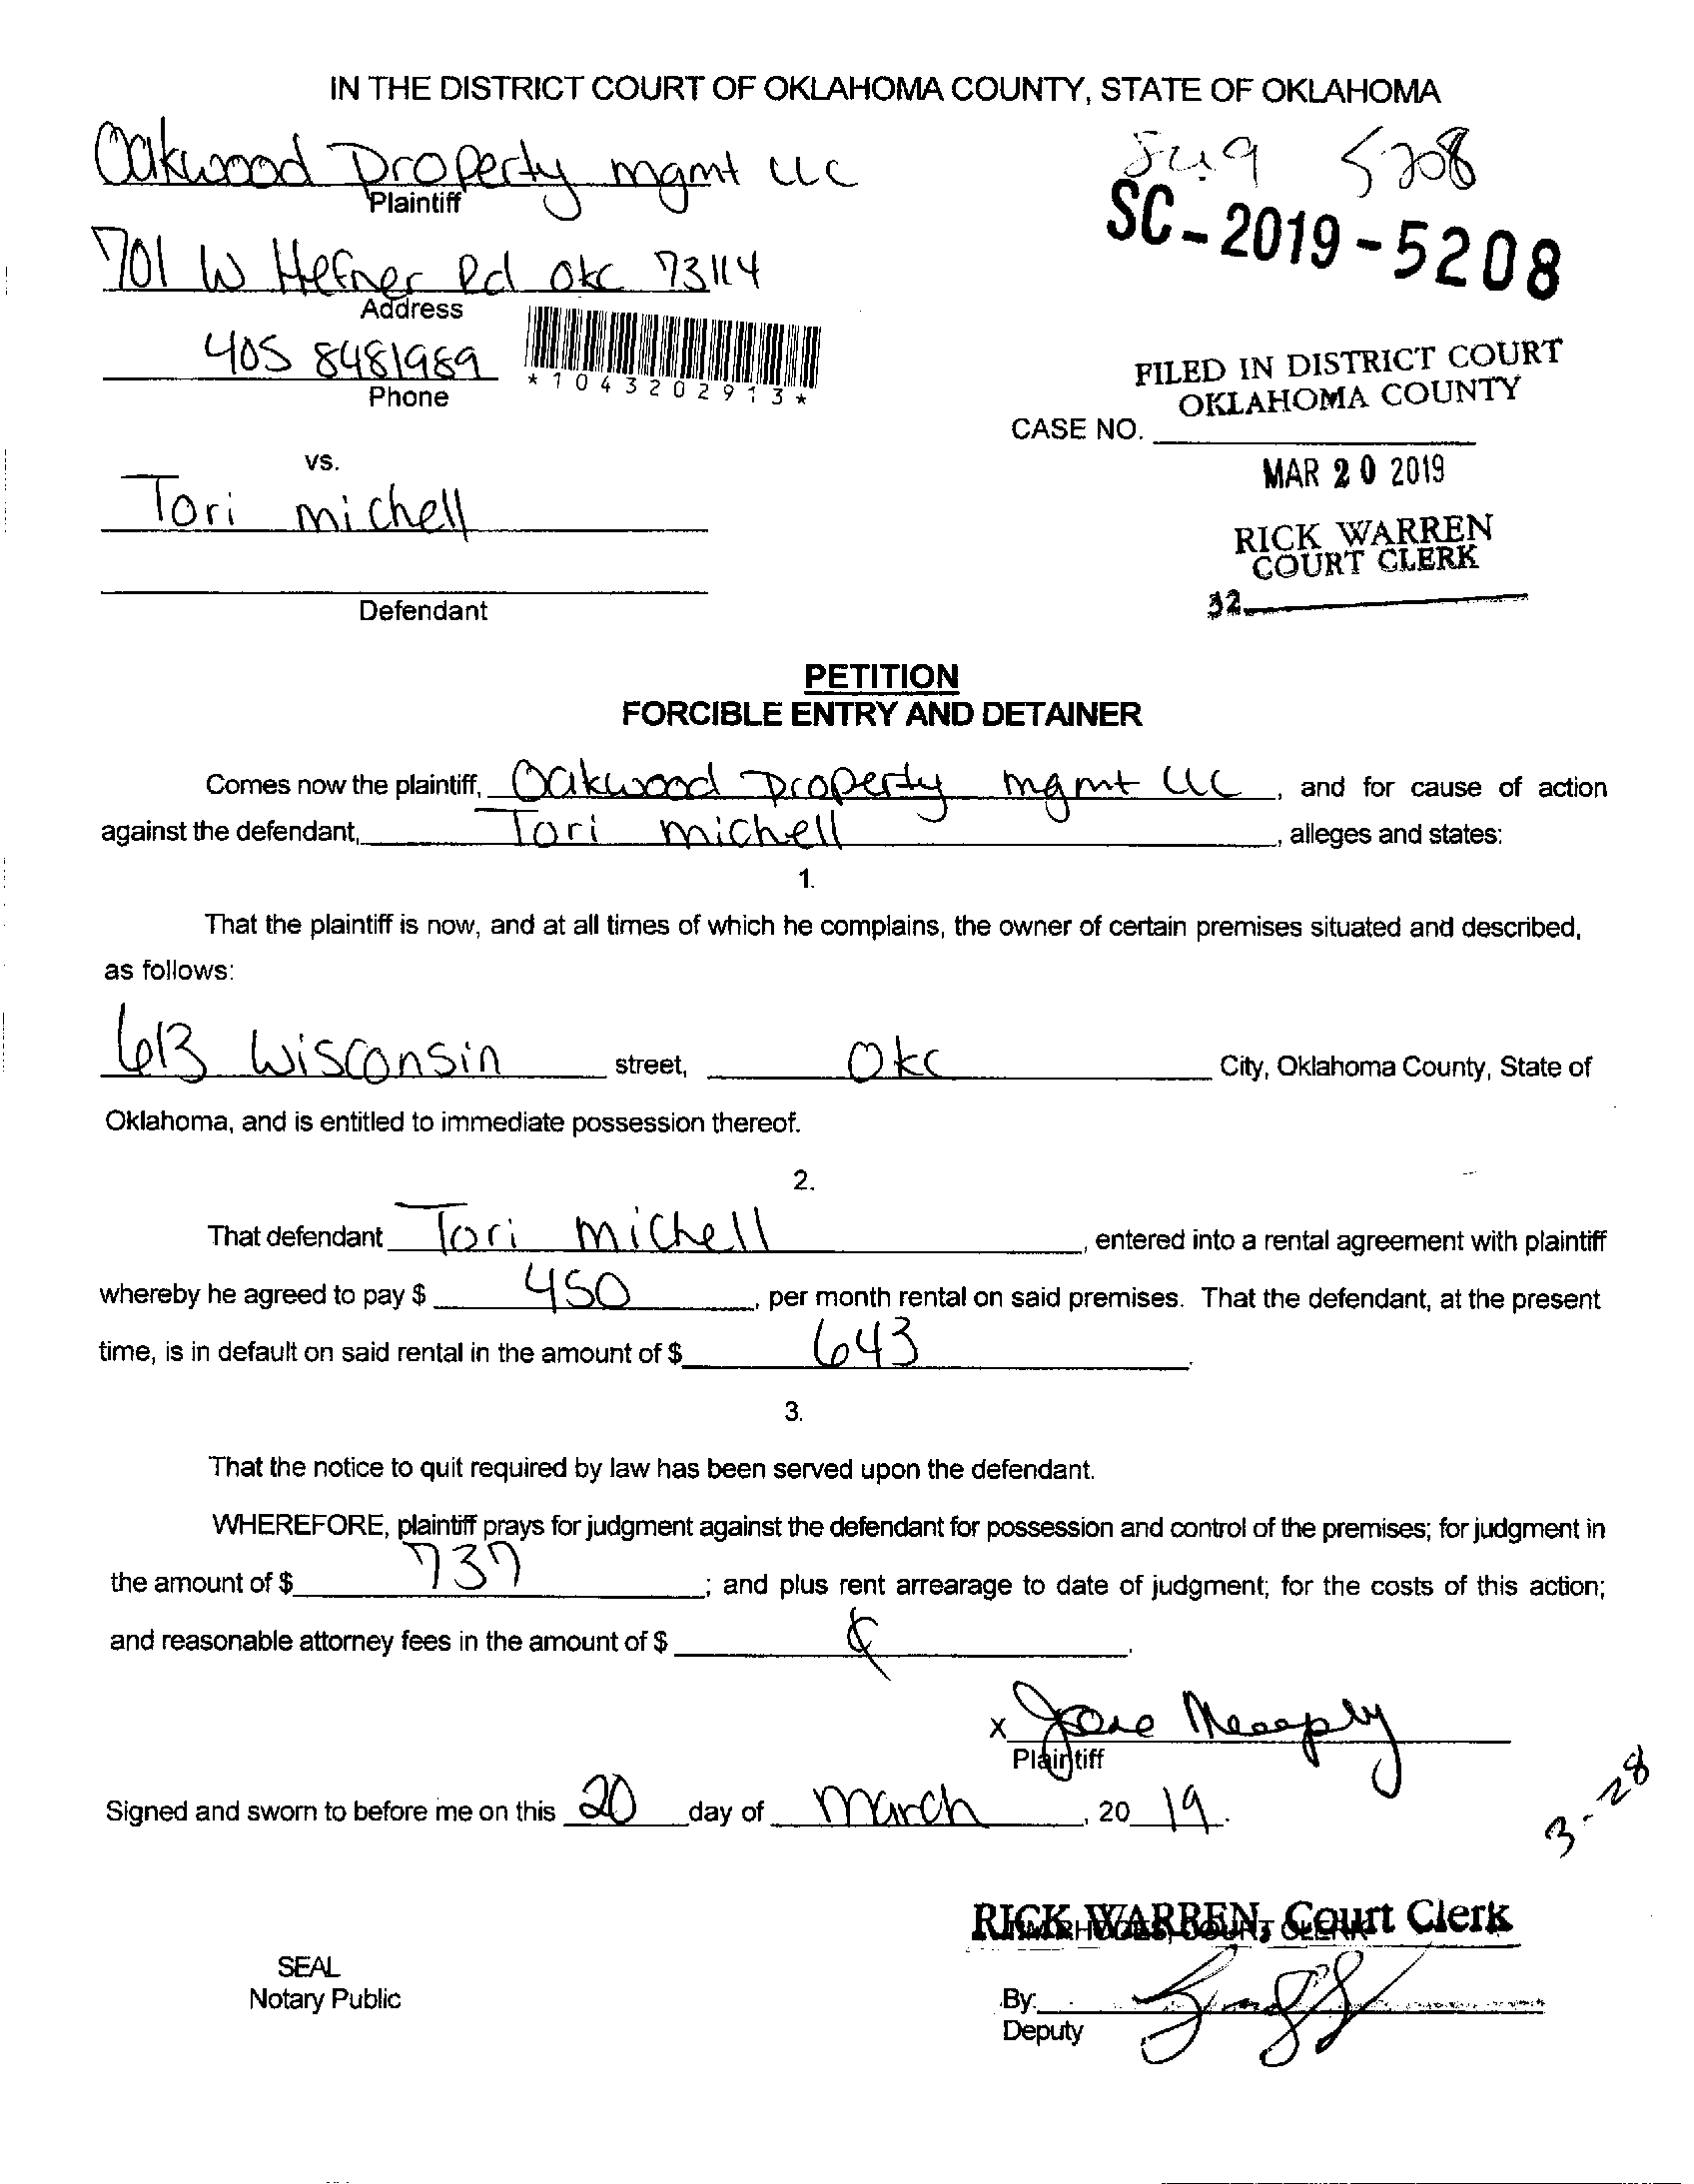 IN THE DISTRICT COURT OF OKLAHOMA COUNTY, STATE OF OKLAHOMA
Oakwood Property mgmt LLC
Plaintiff
5208
SC-2019-5208
701 W Hefner Rd OKC 73114
Address
405 8481989
Phone
*1043202913*
FILED IN DISTRICT COURT
OKLAHOMA COUNTY
CASE NO.
MAR 20 2019
RICK WARREN
COURT CLERK
32
vs.
Tori michell
Defendant
PETITION
FORCIBLE ENTRY AND DETAINER
Comes now the plaintiff, Oakwood Property mgmt LLC, and for cause of action
against the defendant, Tori michell, alleges and states:
1.
That the plaintiff is now, and at all times of which he complains, the owner of certain premises situated and described,
as follows:
613 Wisconsin street, OKC City, Oklahoma County, State of
Oklahoma, and is entitled to immediate possession thereof.
2.
That defendant Tori michell, entered into a rental agreement with plaintiff
whereby he agreed to pay $ 450, per month rental on said premises. That the defendant, at the present
time, is in default on said rental in the amount of $ 643.
3.
That the notice to quit required by law has been served upon the defendant.
WHEREFORE, plaintiff prays for judgment against the defendant for possession and control of the premises; for judgment in
the amount of $ 737; and plus rent arrearage to date of judgment; for the costs of this action;
and reasonable attorney fees in the amount of $.
x
Plaintiff
Signed and sworn to before me on this 20 day of March, 20 19.
3-28
RICK WARREN, Court Clerk
SEAL
Notary Public
By:
Deputy